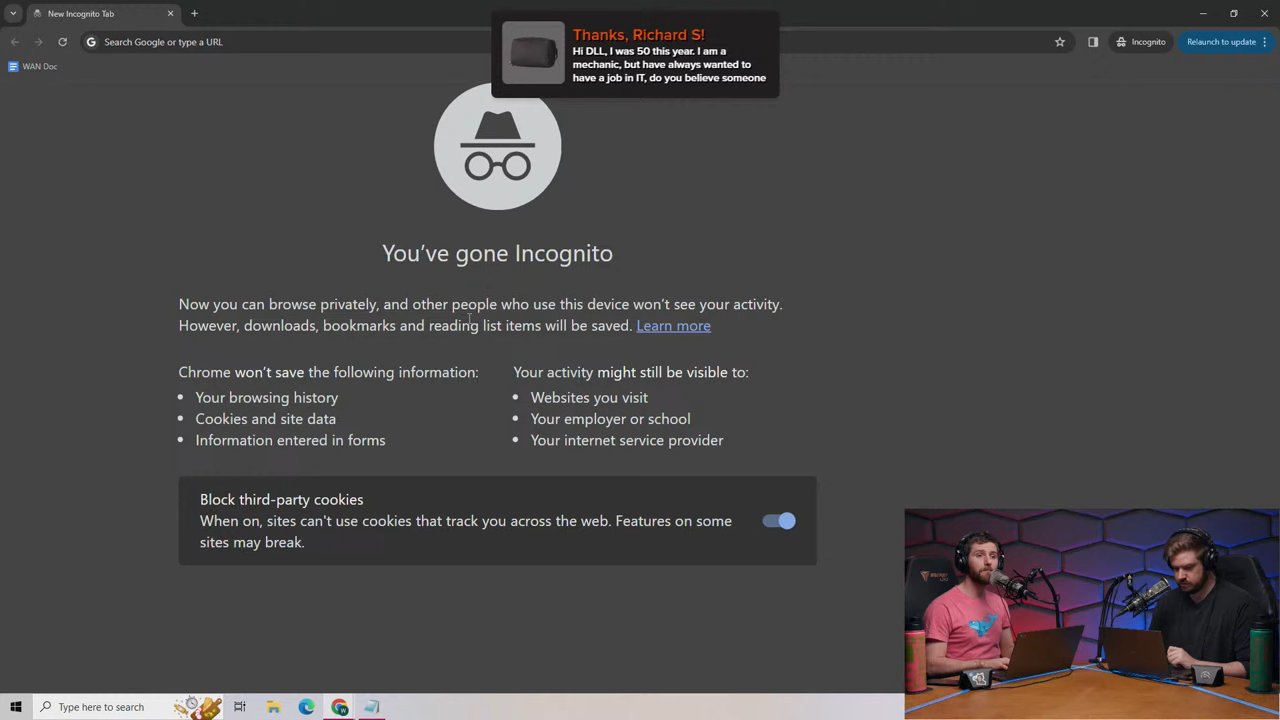 New Incognito Tab
Search Google or type a URL
Incognito
Relaunch to update
WAN Doc
Thanks, Richard S!
Hi DLL, I was 50 this year. I am a
mechanic, but have always wanted to
have a job in IT, do you believe someone
You've gone Incognito
Now you can browse privately, and other people who use this device won't see your activity.
However, downloads, bookmarks and reading list items will be saved. Learn more
Chrome won't save the following information:
Your browsing history
Cookies and site data
Information entered in forms
Your activity might still be visible to:
Websites you visit
Your employer or school
Your internet service provider
Block third-party cookies
When on, sites can't use cookies that track you across the web. Features on some
sites may break.
Type here to search